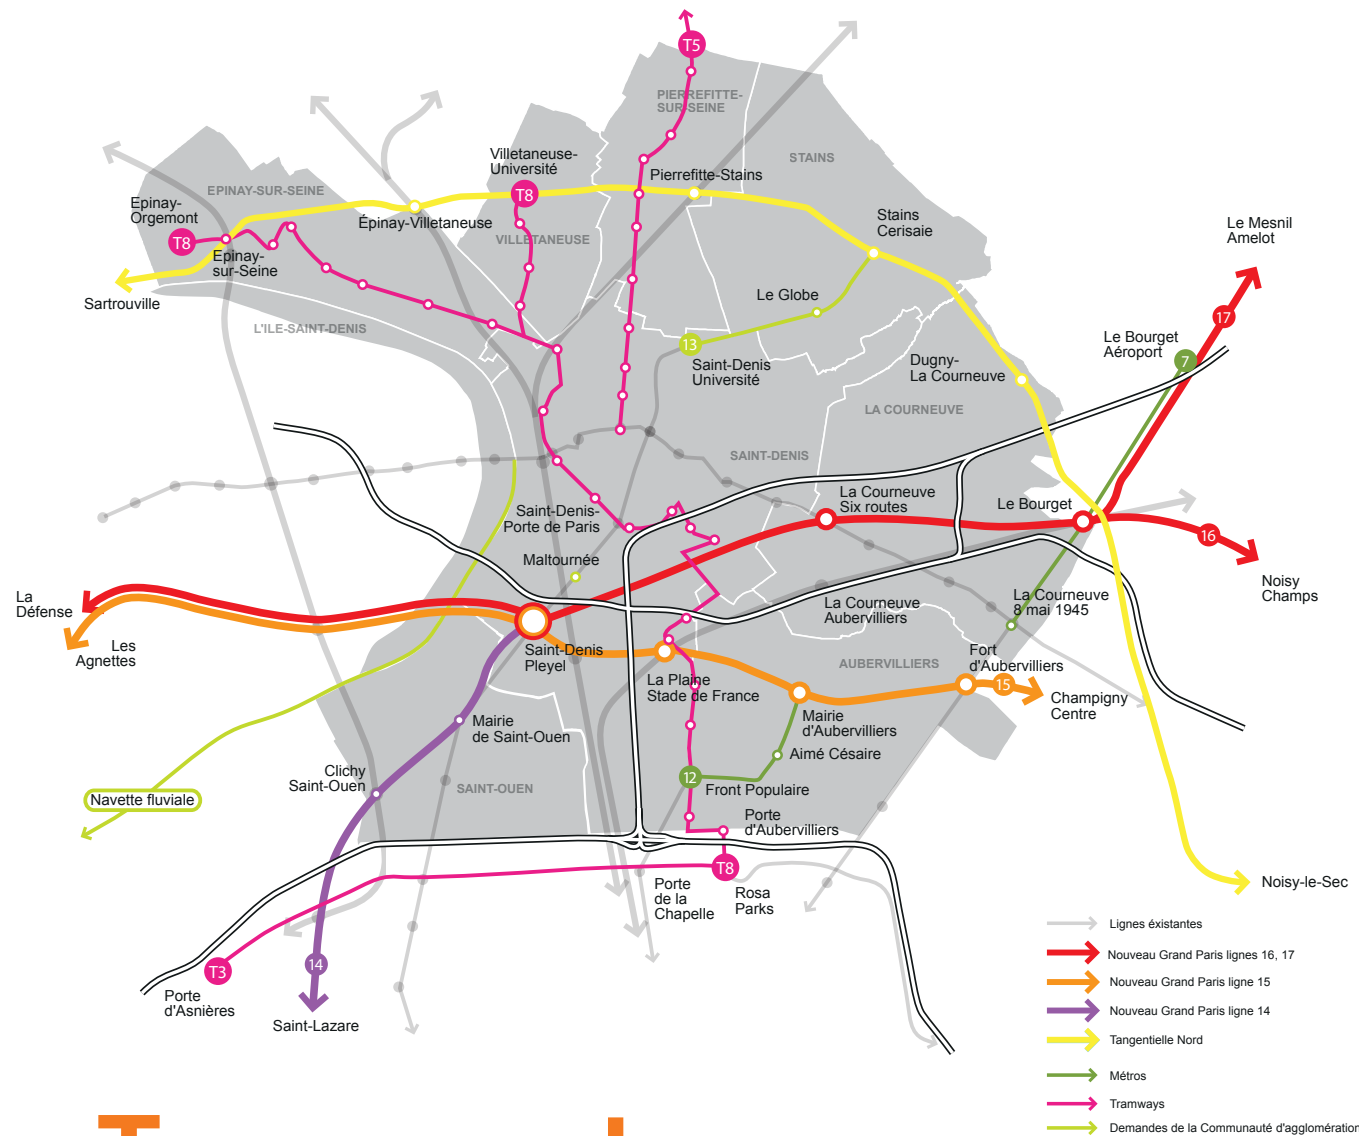 T5
PIERREFITTE-
SUR-SEINE
STAINS
Villetaneuse-
Université
Pierrefitte-Stains
EPINAY-SUR-SEINE
T8
Epinay-
Orgemont
T8
Épinay-Villetaneuse
VILLETANEUSE
Stains
Cerisaie
Le Mesnil
Amelot
Epinay-
sur-Seine
Sartrouville
Le Globe
17
L'ILE-SAINT-DENIS
13
Saint-Denis
Université
Dugny-
La Courneuve
Le Bourget
Aéroport
7
LA COURNEUVE
SAINT-DENIS
La Courneuve
Six routes
Le Bourget
Saint-Denis-
Porte de Paris
16
Maltournée
Noisy
Champs
La
Défense
La Courneuve
Aubervilliers
La Courneuve
8 mai 1945
Les
Agnettes
Saint-Denis
Pleyel
AUBERVILLIERS
Fort
d'Aubervilliers
La Plaine
Stade de France
15
Champigny
Centre
Mairie
de Saint-Ouen
Mairie
d'Aubervilliers
Aimé Césaire
Clichy
Saint-Ouen
SAINT-OUEN
12
Front Populaire
Navette fluviale
Porte
d'Aubervilliers
T8
Porte
de la
Chapelle
Rosa
Parks
Noisy-le-Sec
T3
14
Porte
d'Asnières
Saint-Lazare
Lignes éxistantes
Nouveau Grand Paris lignes 16, 17
Nouveau Grand Paris ligne 15
Nouveau Grand Paris ligne 14
Tangentielle Nord
Métros
Tramways
Demandes de la Communauté d'agglomération